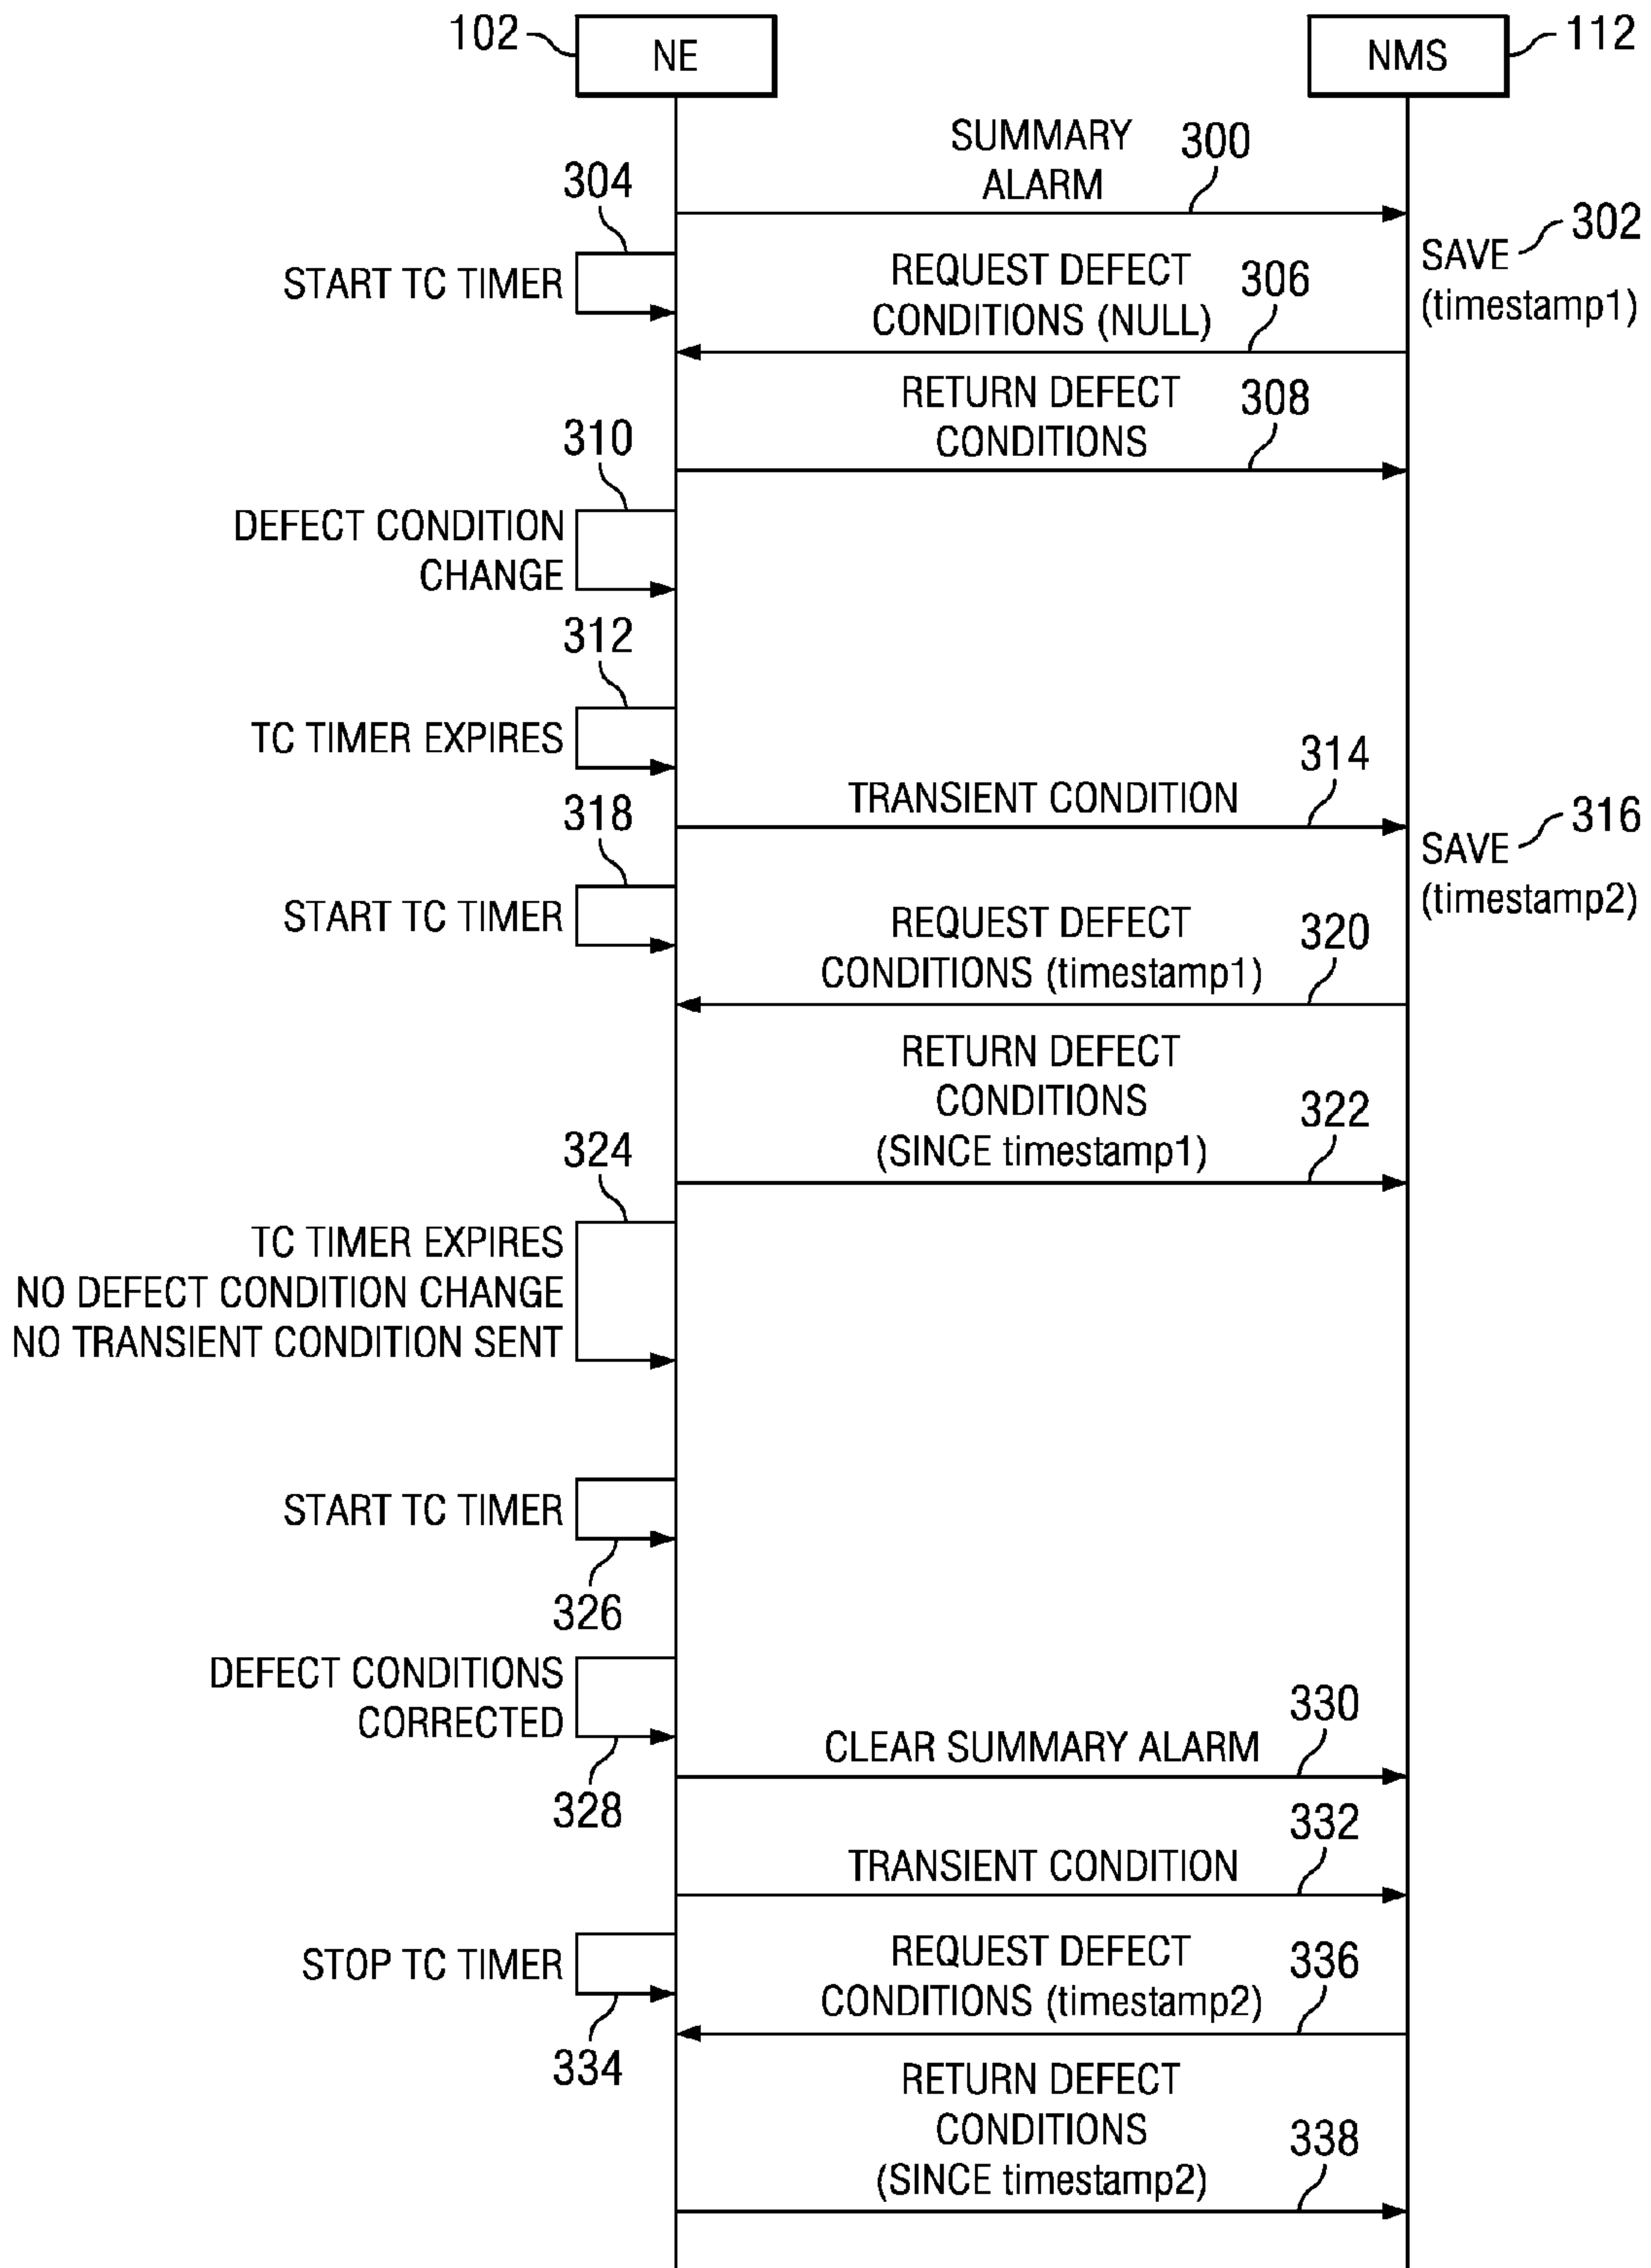 102
NE
NMS
112
SUMMARY
ALARM
300
304
START TC TIMER
SAVE
(timestamp1)
302
REQUEST DEFECT
CONDITIONS (NULL)
306
RETURN DEFECT
CONDITIONS
308
310
DEFECT CONDITION
CHANGE
312
TC TIMER EXPIRES
TRANSIENT CONDITION
314
SAVE
(timestamp2)
316
318
START TC TIMER
REQUEST DEFECT
CONDITIONS (timestamp1)
320
RETURN DEFECT
CONDITIONS
(SINCE timestamp1)
322
324
TC TIMER EXPIRES
NO DEFECT CONDITION CHANGE
NO TRANSIENT CONDITION SENT
START TC TIMER
326
DEFECT CONDITIONS
CORRECTED
328
CLEAR SUMMARY ALARM
330
TRANSIENT CONDITION
332
STOP TC TIMER
334
REQUEST DEFECT
CONDITIONS (timestamp2)
336
RETURN DEFECT
CONDITIONS
(SINCE timestamp2)
338